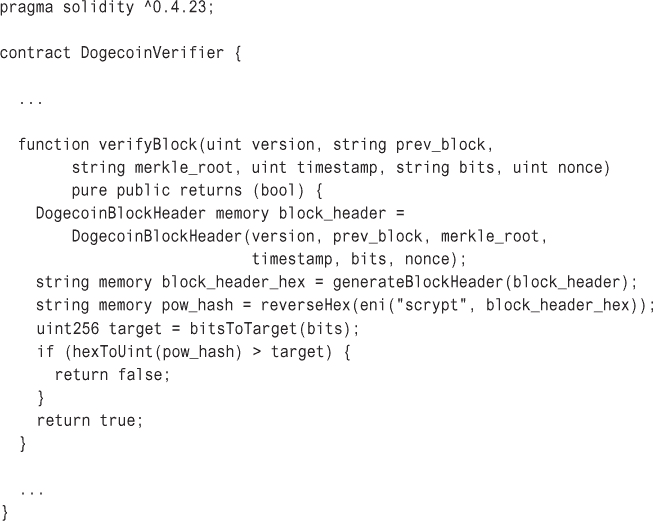 pragma solidity ^0.4.23;
contract DogecoinVerifier {
...
function verifyBlock(uint version, string prev_block,
string merkle_root, uint timestamp, string bits, uint nonce)
pure public returns (bool) {
DogecoinBlockHeader memory block_header =
DogecoinBlockHeader(version, prev_block, merkle_root,
timestamp, bits, nonce);
string memory block_header_hex = generateBlockHeader(block_header);
string memory pow_hash = reverseHex(eni("scrypt", block_header_hex));
uint256 target = bitsToTarget(bits);
if (hexToUint(pow_hash) > target) {
return false;
}
return true;
}
...
}